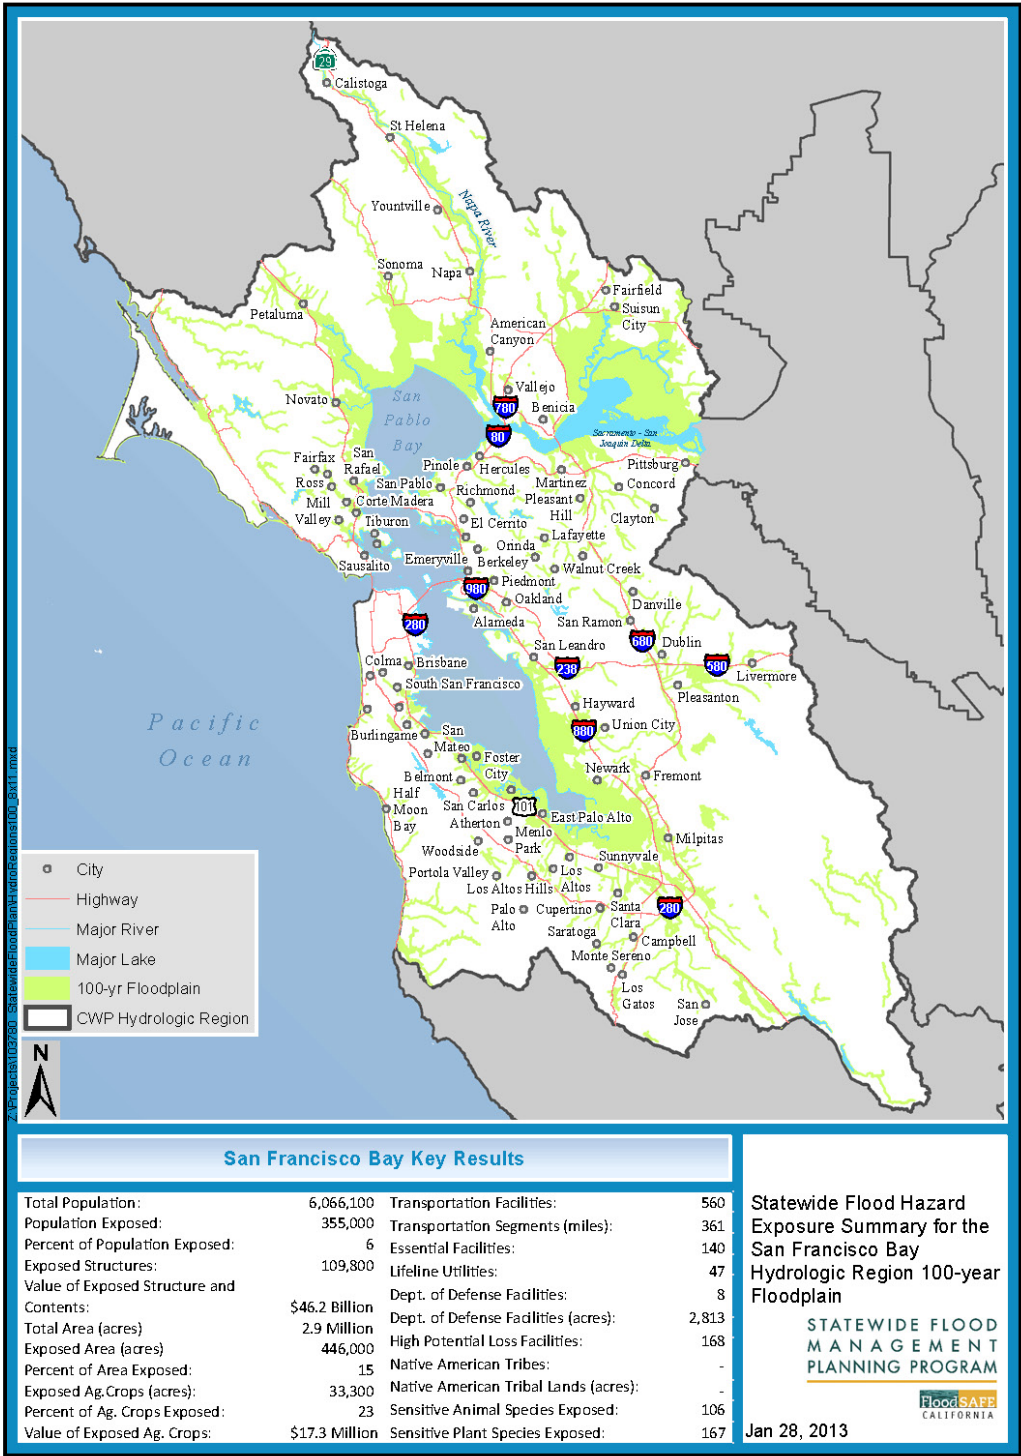 29
Calistoga
St Helena
Napa River
Yountville
Sonoma
Napa
Fairfield
Suisun
City
Petaluma
American
Canyon
Vallejo
780
Benicia
80
San
Pablo
Bay
Novato
Sacramento - San
Joaquin Delta
Fairfax
San
Rafael
Ross
Mill
Valley
Corte Madera
Tiburon
Sausalito
Pinole
Hercules
San Pablo
Richmond
Martinez
Pittsburg
Concord
Pleasant
Hill
Clayton
El Cerrito
Lafayette
Orinda
Emeryville
Berkeley
Walnut Creek
980
Piedmont
Oakland
Alameda
Danville
San Ramon
280
680
Dublin
San Leandro
238
580
Livermore
Pleasanton
Colma
Brisbane
South San Francisco
Hayward
880
Union City
Pacific
Ocean
Burlingame
San
Mateo
Foster
City
Newark
Fremont
Belmont
Half
Moon
Bay
San Carlos
101
East Palo Alto
Atherton
Menlo
Park
Milpitas
Woodside
Sunnyvale
Portola Valley
Los
Altos
Los Altos Hills
Palo
Alto
Cupertino
Santa
Clara
280
Saratoga
Campbell
Monte Sereno
Los
Gatos
San
Jose
City
Highway
Major River
Major Lake
100-yr Floodplain
CWP Hydrologic Region
N
Z:\Projects\103780_StatewideFloodPlan\HydroRegions100_8x11.mxd
San Francisco Bay Key Results
Total Population: 6,066,100
Population Exposed: 355,000
Percent of Population Exposed: 6
Exposed Structures: 109,800
Value of Exposed Structure and
Contents: $46.2 Billion
Total Area (acres) 2.9 Million
Exposed Area (acres) 446,000
Percent of Area Exposed: 15
Exposed Ag.Crops (acres): 33,300
Percent of Ag. Crops Exposed: 23
Value of Exposed Ag. Crops: $17.3 Million
Transportation Facilities: 560
Transportation Segments (miles): 361
Essential Facilities: 140
Lifeline Utilities: 47
Dept. of Defense Facilities: 8
Dept. of Defense Facilities (acres): 2,813
High Potential Loss Facilities: 168
Native American Tribes: -
Native American Tribal Lands (acres): -
Sensitive Animal Species Exposed: 106
Sensitive Plant Species Exposed: 167
Statewide Flood Hazard
Exposure Summary for the
San Francisco Bay
Hydrologic Region 100-year
Floodplain
STATEWIDE FLOOD
MANAGEMENT
PLANNING PROGRAM
FloodSAFE
CALIFORNIA
Jan 28, 2013